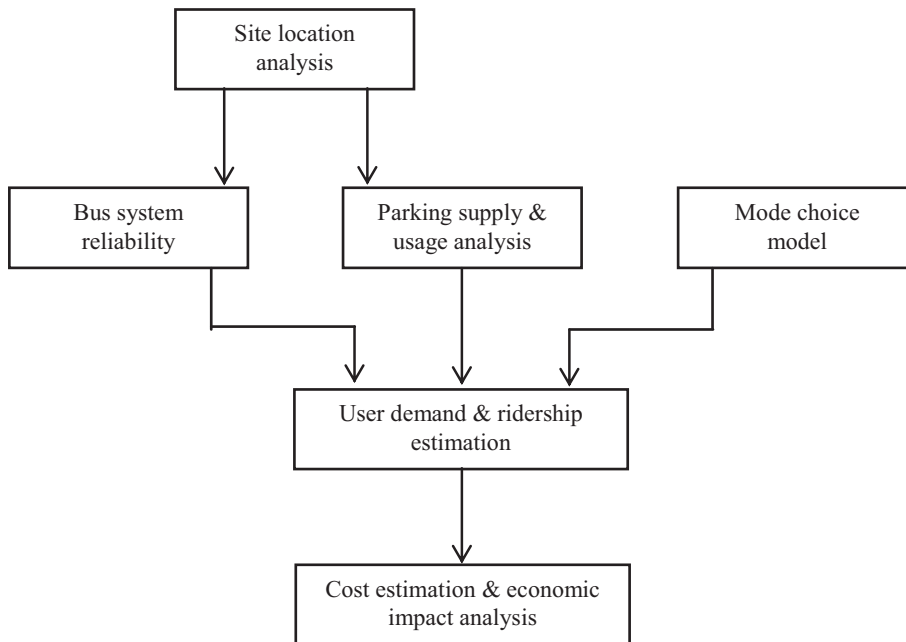 Site location
analysis
Bus system
reliability
Parking supply &
usage analysis
Mode choice
model
User demand & ridership
estimation
Cost estimation & economic
impact analysis